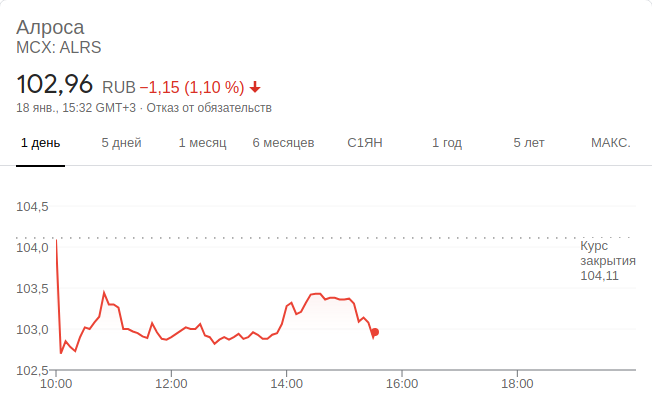 Алроса
MCX: ALRS
102,96 RUB −1,15 (1,10 %)
18 янв., 15:32 GMT+3 · Отказ от обязательств
1 день 5 дней 1 месяц 6 месяцев С1ЯН 1 год 5 лет МАКС.
104,5
104,0
103,5
103,0
102,5
Курс
закрытия
104,11
10:00 12:00 14:00 16:00 18:00